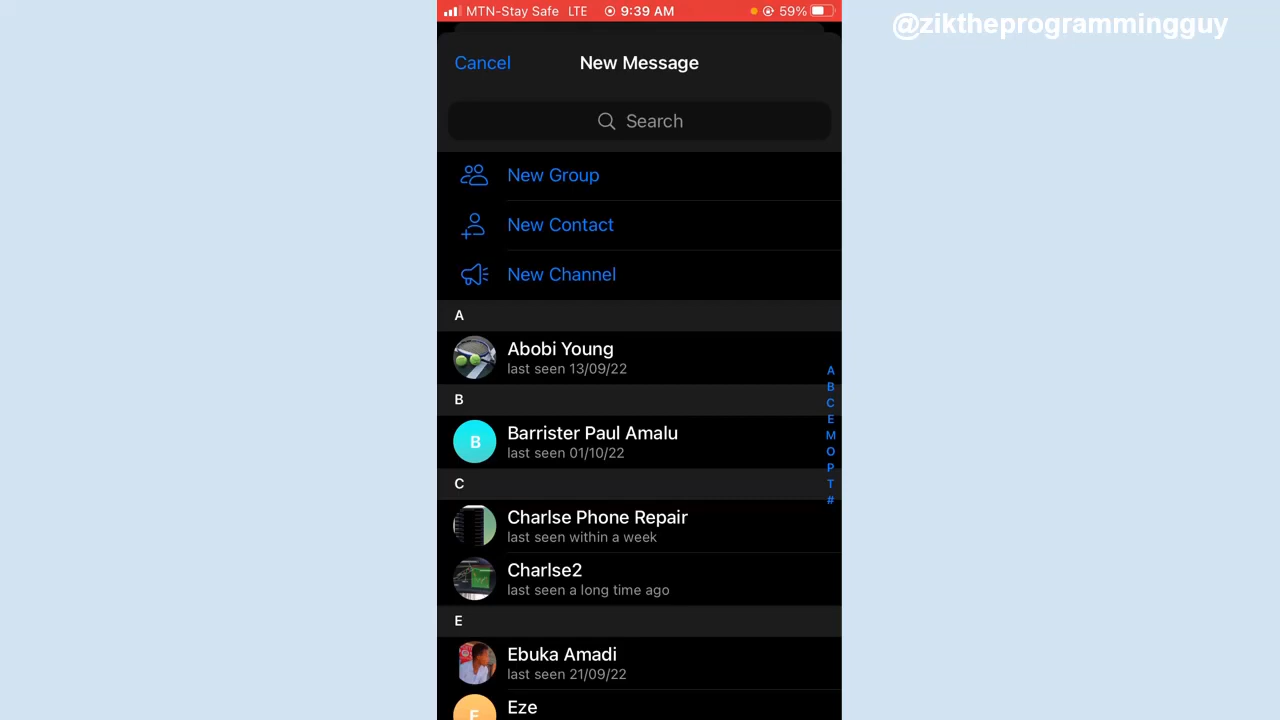 MTN-Stay Safe LTE 9:39 AM 59%
@ziktheprogrammingguy
Cancel New Message
Search
New Group
New Contact
New Channel
A
Abobi Young
last seen 13/09/22
B
B
Barrister Paul Amalu
last seen 01/10/22
C
Charlse Phone Repair
last seen within a week
Charlse2
last seen a long time ago
E
Ebuka Amadi
last seen 21/09/22
E
Eze
A
B
C
E
M
O
P
T
#